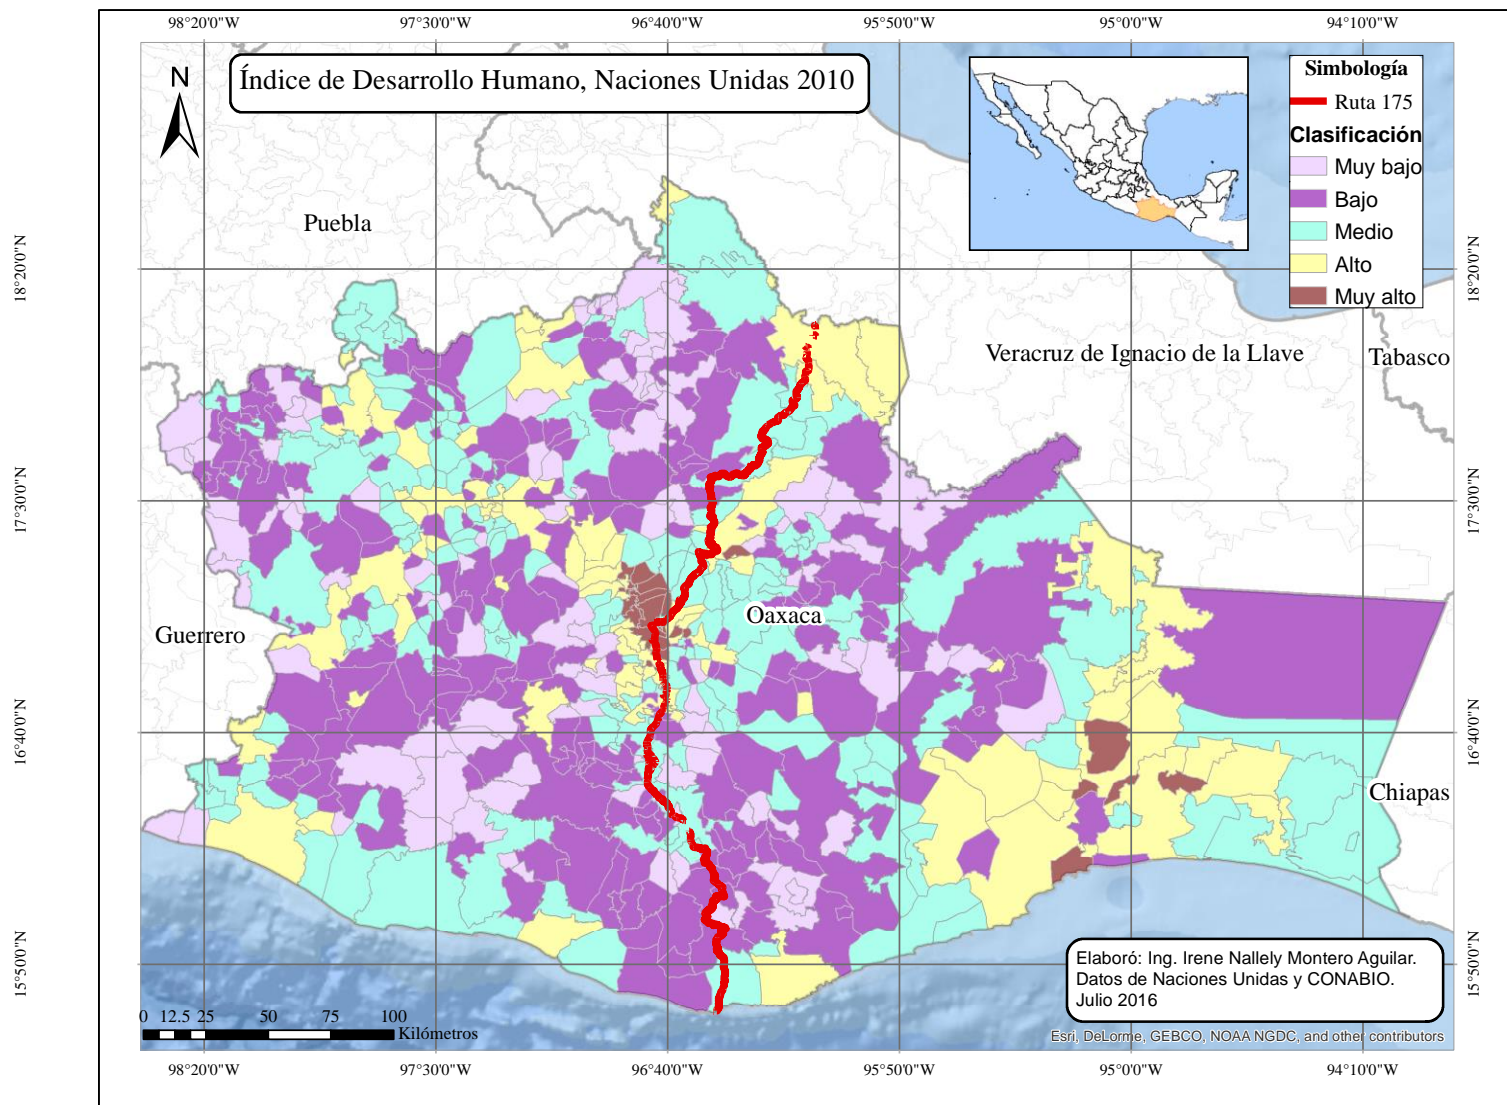 98°20'0"W 97°30'0"W 96°40'0"W 95°50'0"W 95°0'0"W 94°10'0"W
Índice de Desarrollo Humano, Naciones Unidas 2010
N
Simbología
Ruta 175
Clasificación
Muy bajo
Bajo
Medio
Alto
Muy alto
Puebla
Veracruz de Ignacio de la Llave
Tabasco
Oaxaca
Guerrero
Chiapas
18°20'0"N
17°30'0"N
16°40'0"N
15°50'0"N
18°20'0"N
17°30'0"N
16°40'0"N
15°50'0"N
Elaboró: Ing. Irene Nallely Montero Aguilar.
Datos de Naciones Unidas y CONABIO.
Julio 2016
0 12.5 25 50 75 100
Kilómetros
Esri, DeLorme, GEBCO, NOAA NGDC, and other contributors
98°20'0"W 97°30'0"W 96°40'0"W 95°50'0"W 95°0'0"W 94°10'0"W